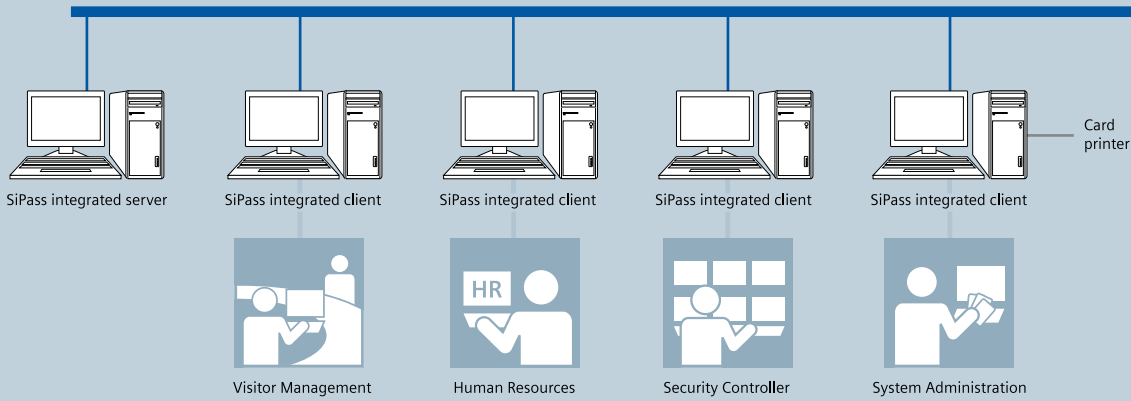 Card
printer
SiPass integrated server
SiPass integrated client
SiPass integrated client
SiPass integrated client
SiPass integrated client
HR
Visitor Management
Human Resources
Security Controller
System Administration